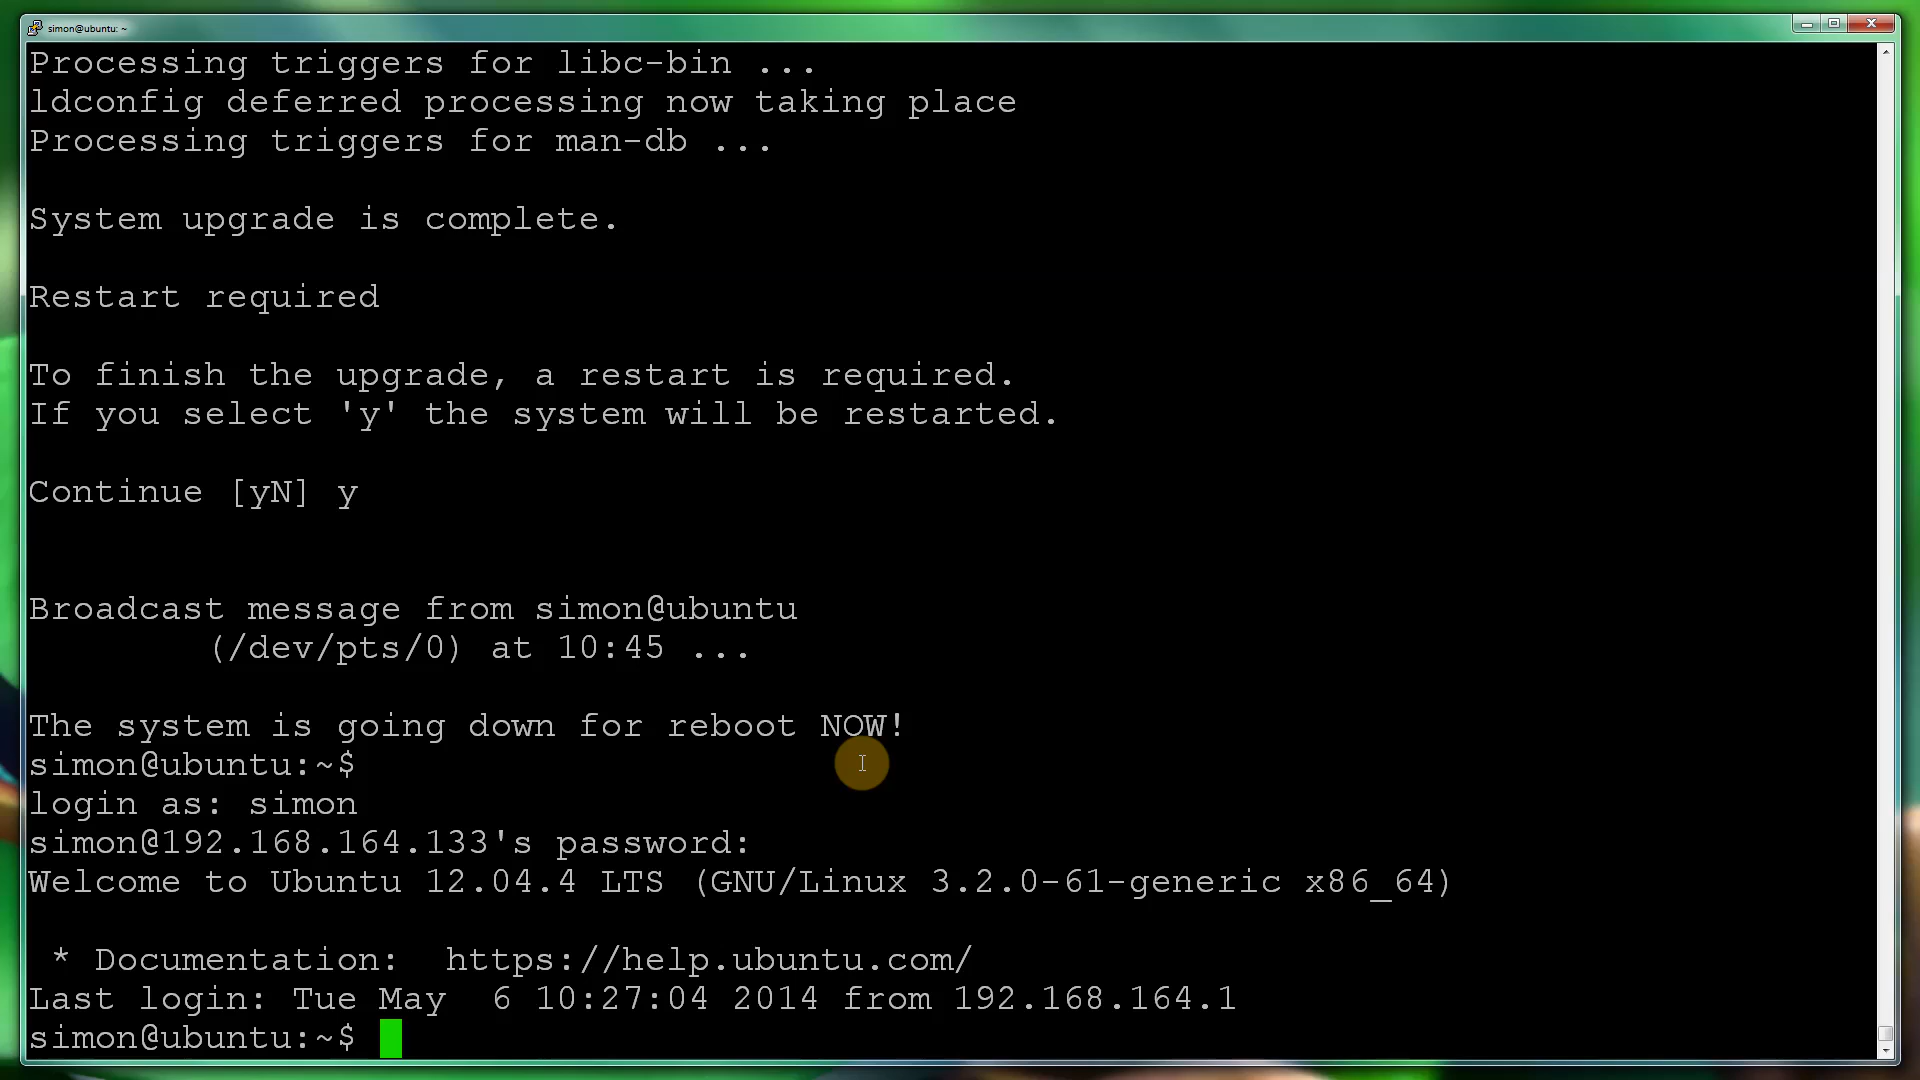 simon@ubuntu: ~
Processing triggers for libc-bin ...
ldconfig deferred processing now taking place
Processing triggers for man-db ...
System upgrade is complete.
Restart required
To finish the upgrade, a restart is required.
If you select 'y' the system will be restarted.
Continue [yN] y
Broadcast message from simon@ubuntu
(/dev/pts/0) at 10:45 ...
The system is going down for reboot NOW!
simon@ubuntu:~$
login as: simon
simon@192.168.164.133's password:
Welcome to Ubuntu 12.04.4 LTS (GNU/Linux 3.2.0-61-generic x86_64)
* Documentation: https://help.ubuntu.com/
Last login: Tue May 6 10:27:04 2014 from 192.168.164.1
simon@ubuntu:~$